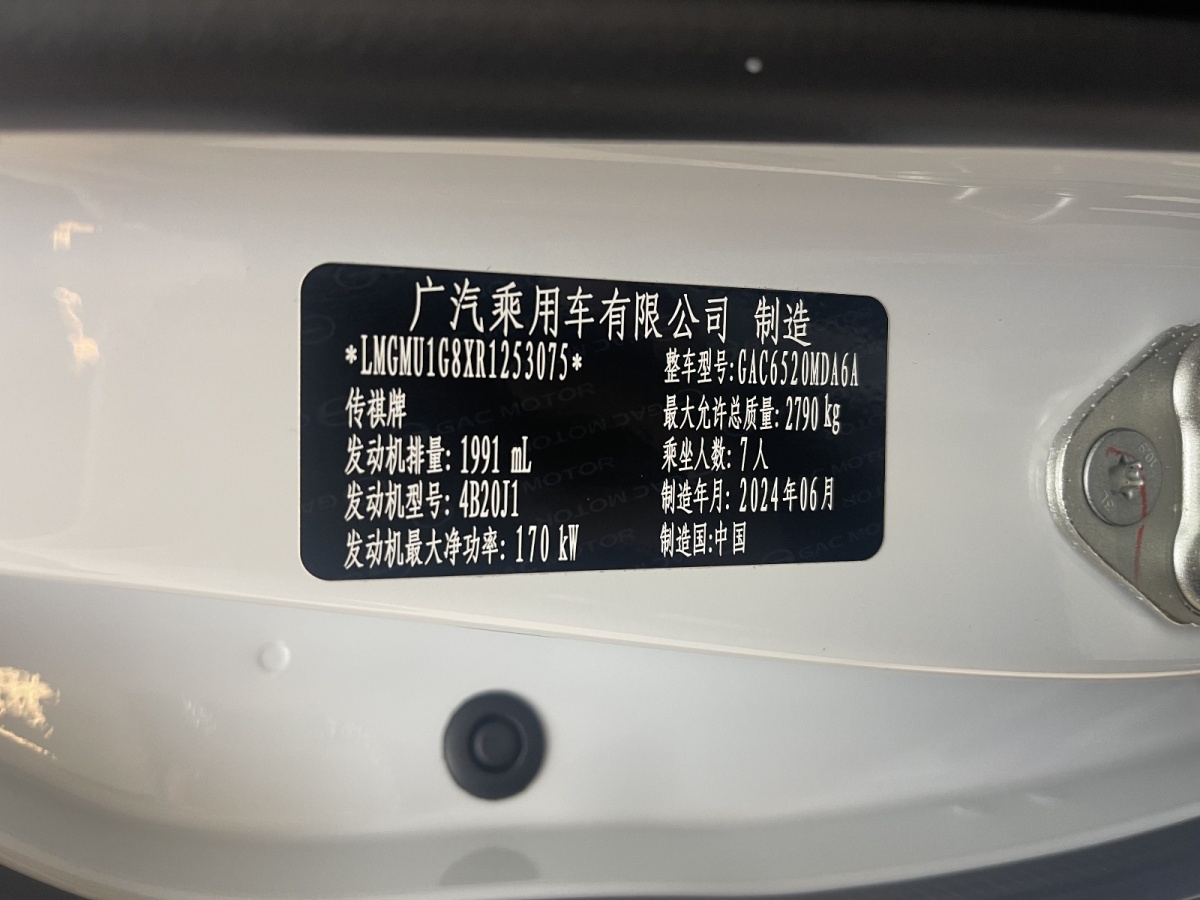 广汽乘用车有限公司 制造
*LMGMU1G8XR1253075*
整车型号:GAC6520MDA6A
传祺牌
最大允许总质量: 2790 kg
发动机排量: 1991 mL
乘坐人数: 7 人
发动机型号: 4B20J1
制造年月: 2024年06月
发动机最大净功率: 170 kW
制造国:中国
GAC MOTOR